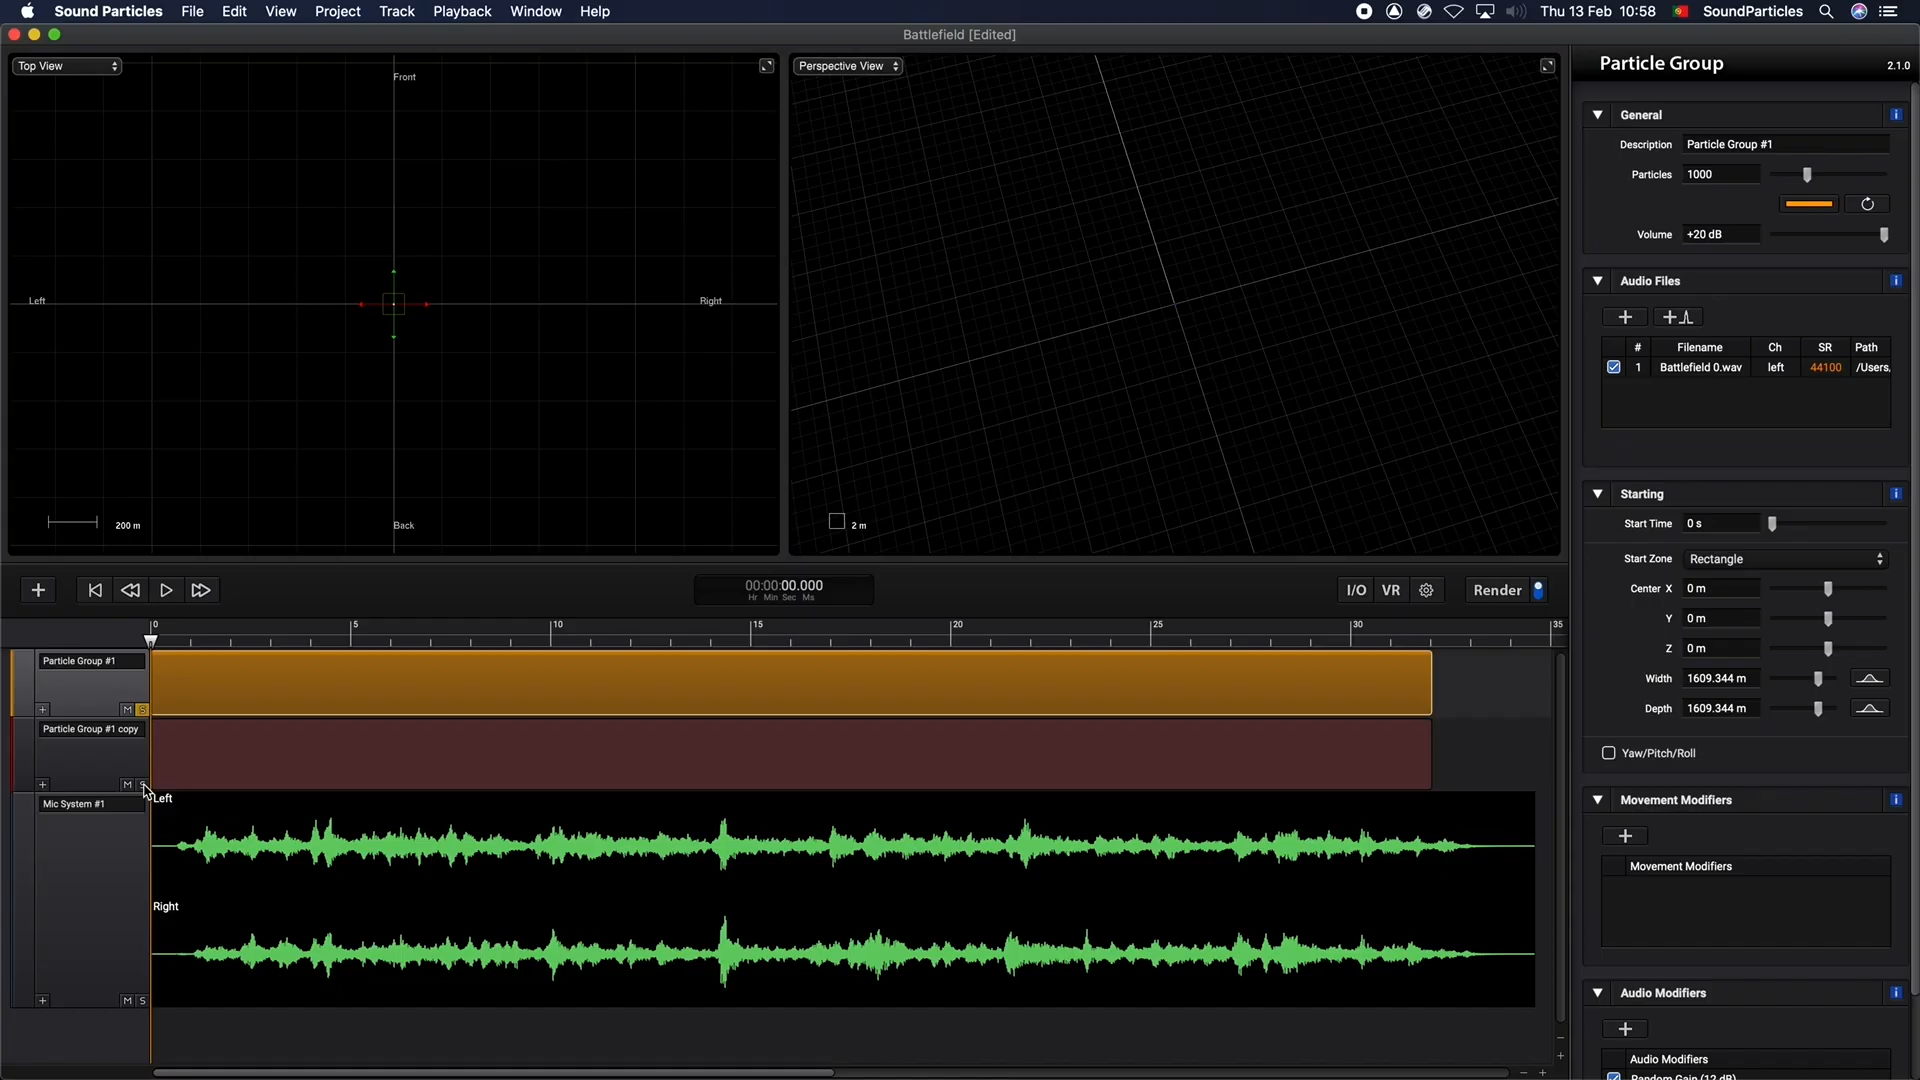 Sound Particles File Edit View Project Track Playback Window Help Thu 13 Feb 10:58 SoundParticles
Battlefield [Edited]
Top View
Front
Left
Right
200 m
Back
Perspective View
2 m
Particle Group 2.1.0
General
Description Particle Group #1
Particles 1000
Volume +20 dB
Audio Files
# Filename Ch SR Path
1 Battlefield 0.wav left 44100 /Users,
Starting
Start Time 0 s
Start Zone Rectangle
Center X 0 m
Y 0 m
Z 0 m
Width 1609.344 m
Depth 1609.344 m
Yaw/Pitch/Roll
Movement Modifiers
Movement Modifiers
Audio Modifiers
Audio Modifiers
Random Gain (12 dB)
00:00:00.000
Hr Min Sec Ms
I/O VR Render
0 5 10 15 20 25 30 35
Particle Group #1
M S
Particle Group #1 copy
M S
Mic System #1
Left
Right
M S